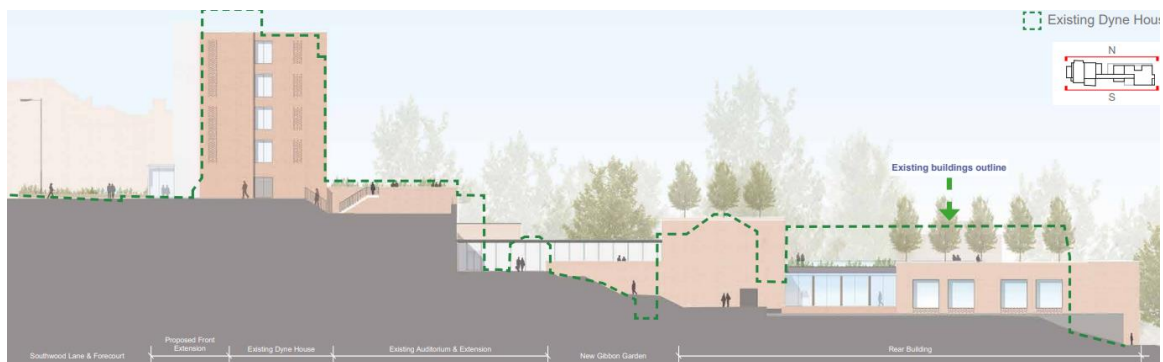 Existing Dyne Hous
N
S
Existing buildings outline
Southwood Lane & Forecourt
Proposed Front
Extension
Existing Dyne House
Existing Auditorium & Extension
New Gibbon Garden
Rear Building